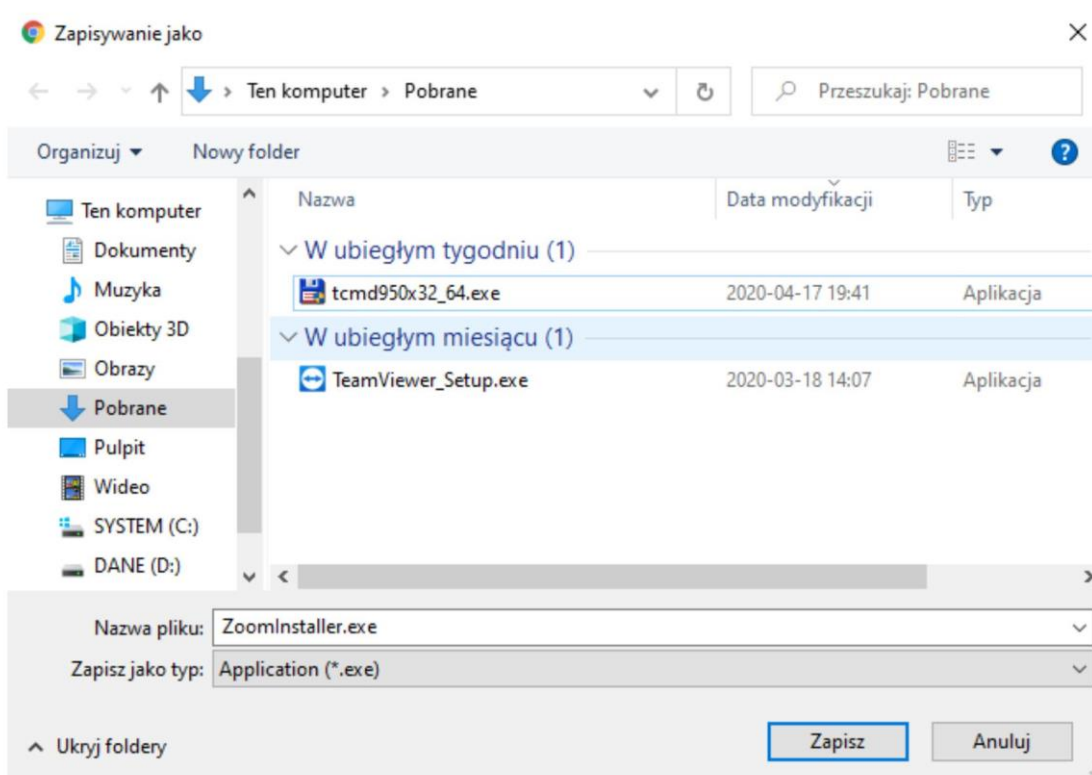 Zapisywanie jako
Ten komputer › Pobrane
Przeszukaj: Pobrane
Organizuj
Nowy folder
Ten komputer
Dokumenty
Muzyka
Obiekty 3D
Obrazy
Pobrane
Pulpit
Wideo
SYSTEM (C:)
DANE (D:)
Nazwa Data modyfikacji Typ
W ubiegłym tygodniu (1)
tcmd950x32_64.exe 2020-04-17 19:41 Aplikacja
W ubiegłym miesiącu (1)
TeamViewer_Setup.exe 2020-03-18 14:07 Aplikacja
Nazwa pliku: ZoomInstaller.exe
Zapisz jako typ: Application (*.exe)
Ukryj foldery
Zapisz
Anuluj